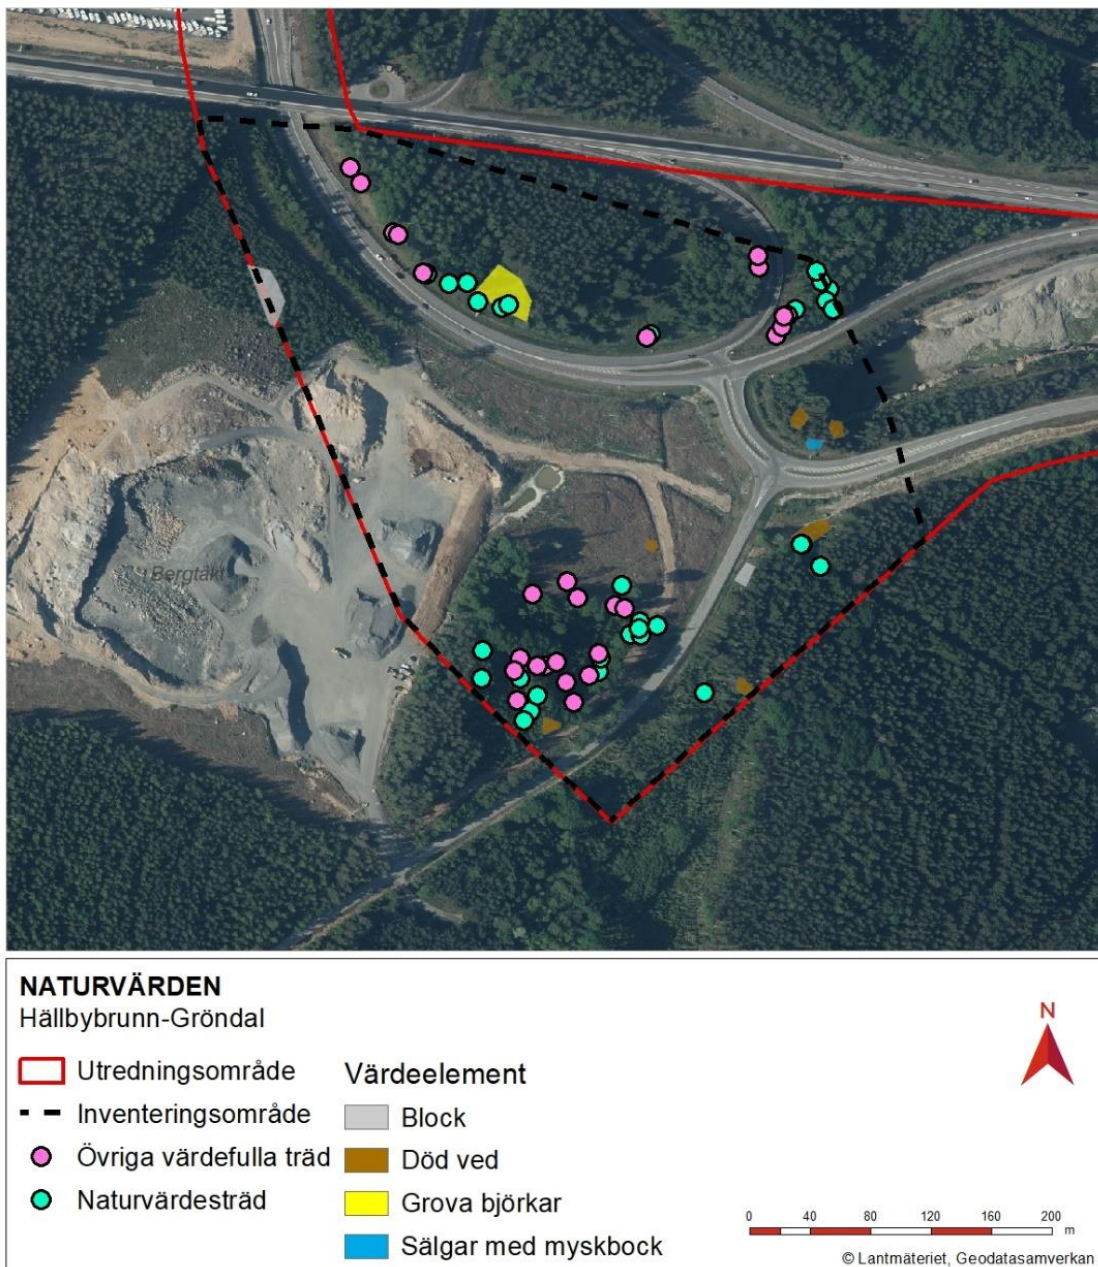 Bergtäkt
NATURVÄRDEN
Hällbybrunn-Gröndal
Utredningsområde
Inventeringsområde
Övriga värdefulla träd
Naturvärdesträd
Värdeelement
Block
Död ved
Grova björkar
Sälgar med myskbock
N
0 40 80 120 160 200
m
© Lantmäteriet, Geodatasamverkan